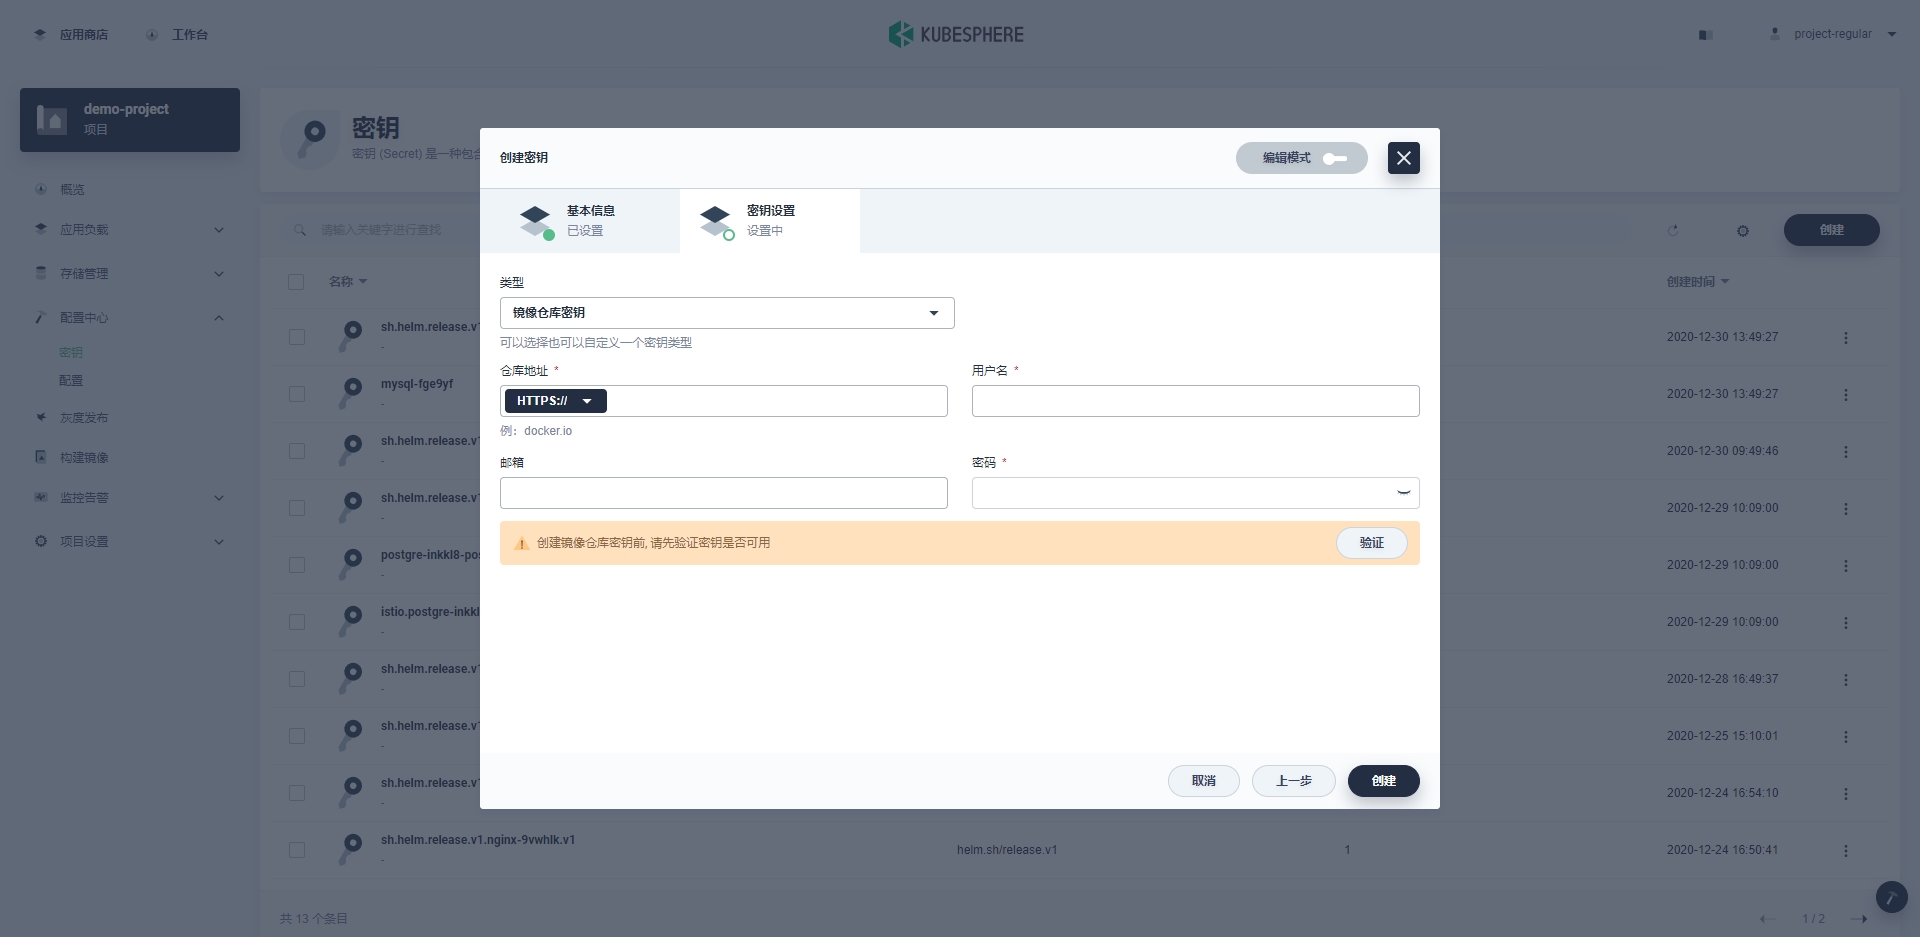 应用商店
工作台
KUBESPHERE
project-regular
demo-project
项目
密钥
密钥 (Secret) 是一种包含
概览
应用负载
存储管理
配置中心
密钥
配置
灰度发布
构建镜像
监控告警
项目设置
请输入关键字进行查找
创建
名称
创建时间
sh.helm.release.v1
-
2020-12-30 13:49:27
mysql-fge9yf
-
2020-12-30 13:49:27
sh.helm.release.v1
-
2020-12-30 09:49:46
sh.helm.release.v1
-
2020-12-29 10:09:00
postgre-inkkl8-pos
-
2020-12-29 10:09:00
istio.postgre-inkkl
-
2020-12-29 10:09:00
sh.helm.release.v1
-
2020-12-28 16:49:37
sh.helm.release.v1
-
2020-12-25 15:10:01
sh.helm.release.v1
-
2020-12-24 16:54:10
sh.helm.release.v1.nginx-9vwhlk.v1
-
helm.sh/release.v1
1
2020-12-24 16:50:41
共 13 个条目
1 / 2
创建密钥
编辑模式
基本信息
已设置
密钥设置
设置中
类型
镜像仓库密钥
可以选择也可以自定义一个密钥类型
仓库地址 *
HTTPS://
例：docker.io
用户名 *
邮箱
密码 *
创建镜像仓库密钥前, 请先验证密钥是否可用
验证
取消
上一步
创建